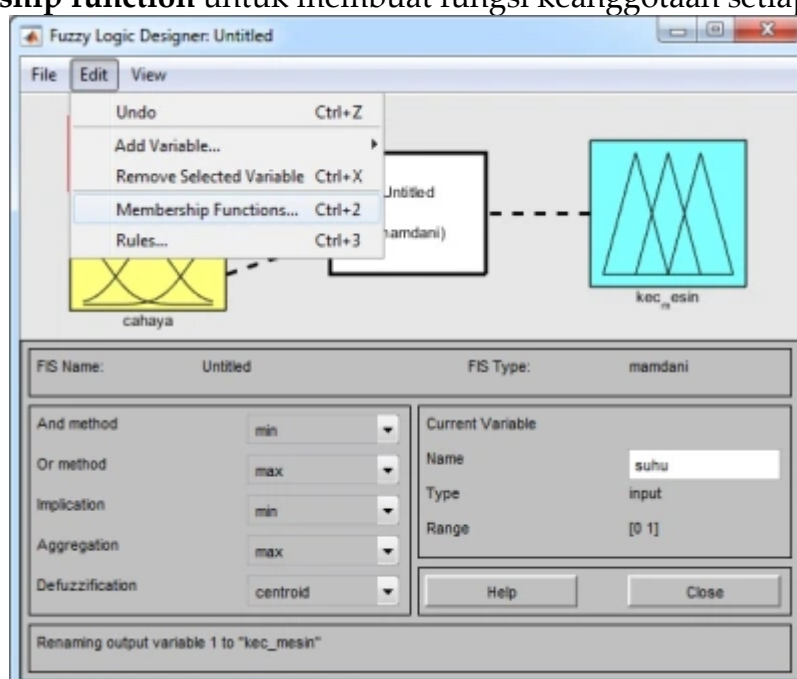 ship function untuk membuat fungsi keanggotaan setia
Fuzzy Logic Designer: Untitled
File Edit View
Undo Ctrl+Z
Add Variable...
Remove Selected Variable Ctrl+X
Membership Functions... Ctrl+2
Rules... Ctrl+3
Untitled
mamdani)
cahaya
kec_mesin
FIS Name: Untitled FIS Type: mamdani
And method min
Or method max
Implication min
Aggregation max
Defuzzification centroid
Current Variable
Name suhu
Type input
Range [0 1]
Help Close
Renaming output variable 1 to "kec_mesin"